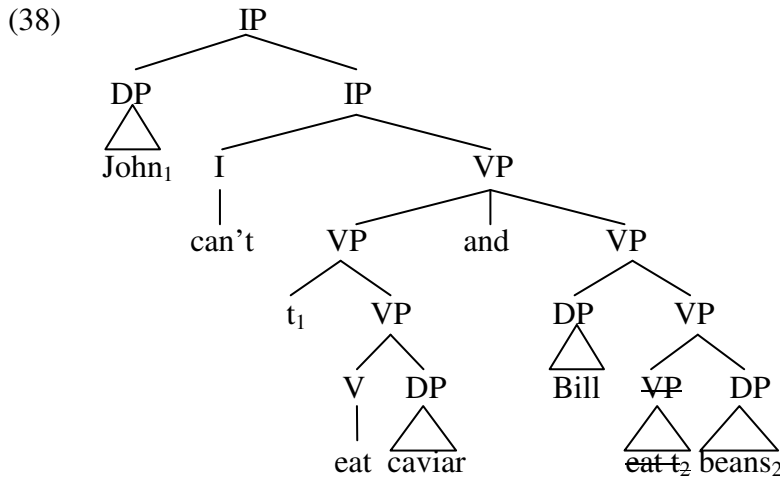 (38) IP
DP IP
John₁ I VP
can't VP and VP
t₁ VP DP VP
V DP Bill VP DP
eat caviar eat t₂ beans₂